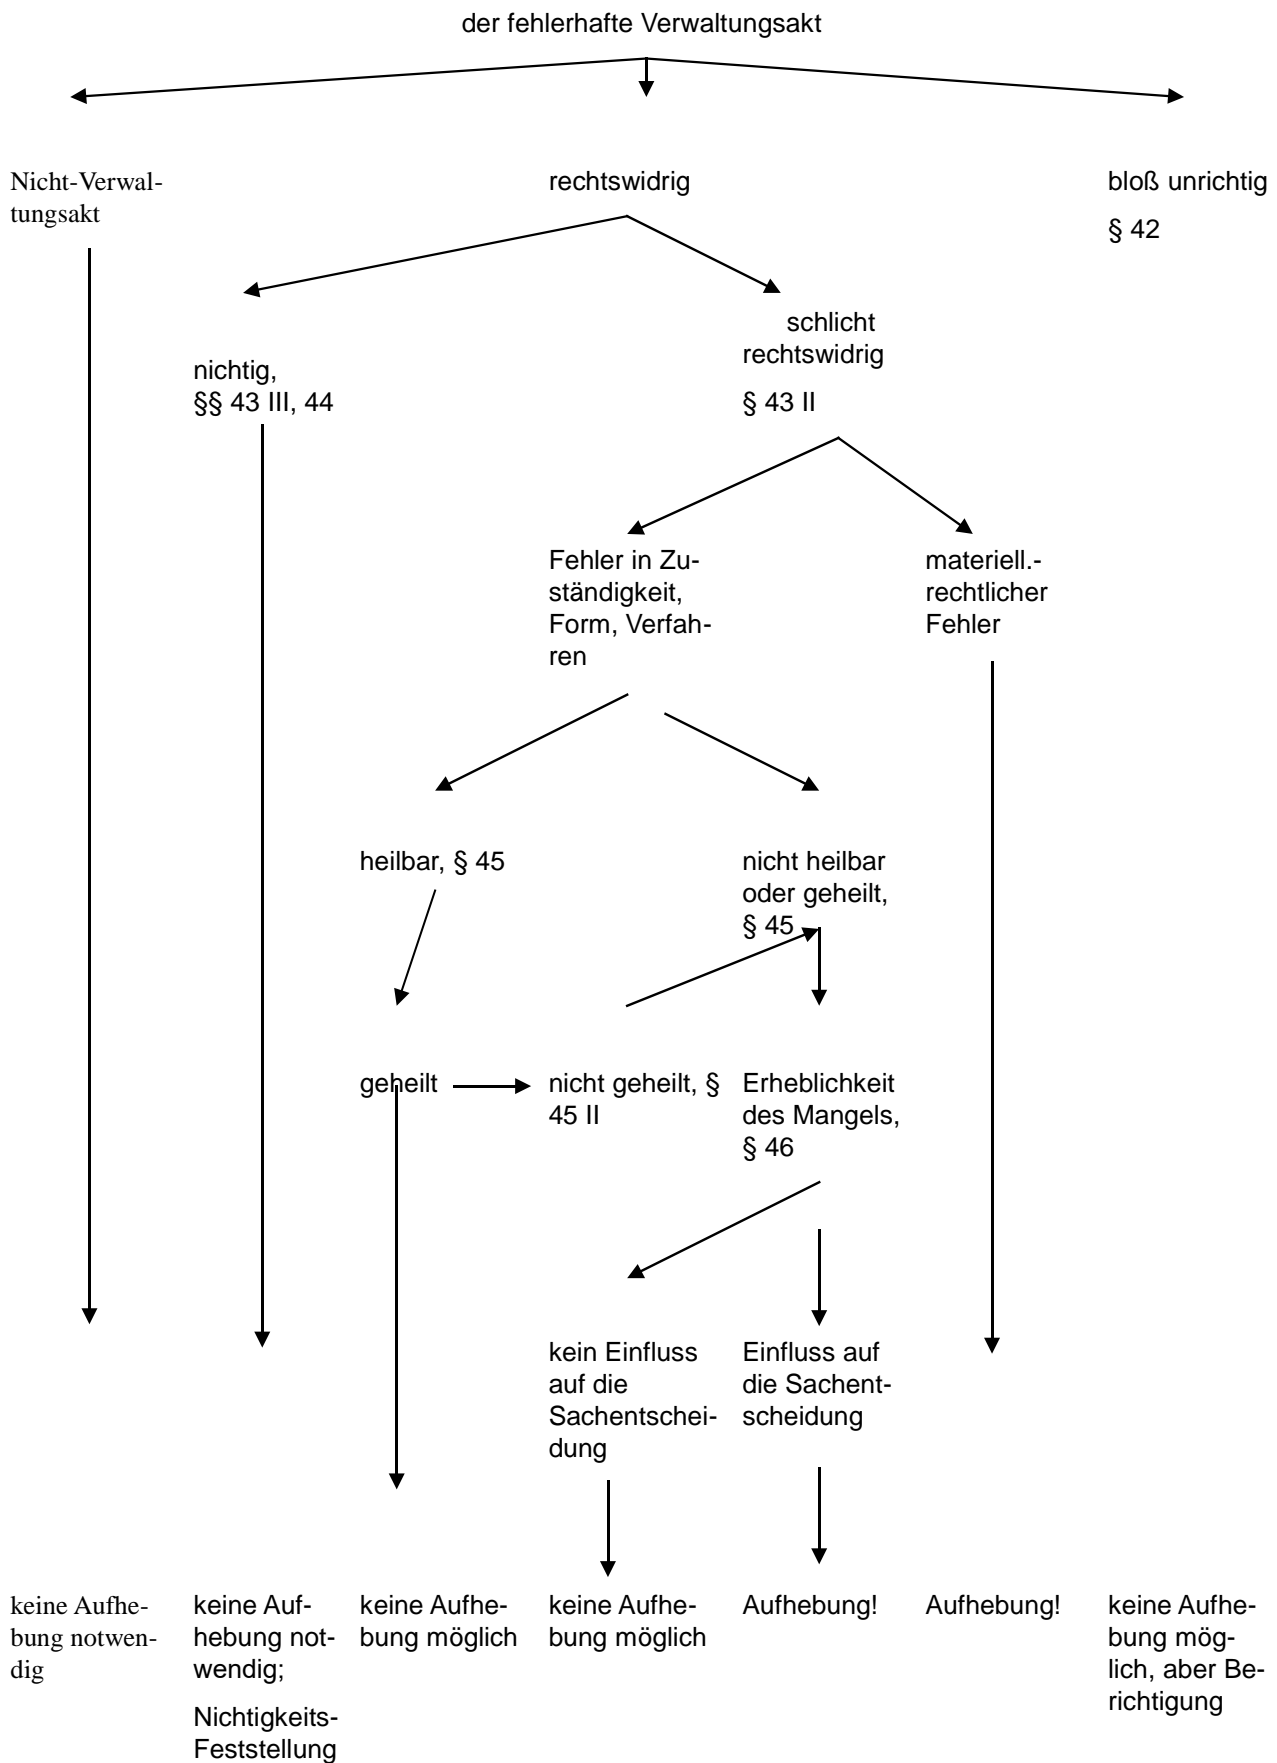 der fehlerhafte Verwaltungsakt
Nicht-Verwal-
tungsakt
rechtswidrig
bloß unrichtig
§ 42
nichtig,
§§ 43 III, 44
schlicht
rechtswidrig
§ 43 II
Fehler in Zu-
ständigkeit,
Form, Verfah-
ren
materiell.-
rechtlicher
Fehler
heilbar, § 45
nicht heilbar
oder geheilt,
§ 45
geheilt
nicht geheilt, §
45 II
Erheblichkeit
des Mangels,
§ 46
kein Einfluss
auf die
Sachentschei-
dung
Einfluss auf
die Sachent-
scheidung
keine Aufhe-
bung notwen-
dig
keine Auf-
hebung not-
wendig;
Nichtigkeits-
Feststellung
keine Aufhe-
bung möglich
keine Aufhe-
bung möglich
Aufhebung!
Aufhebung!
keine Aufhe-
bung mög-
lich, aber Be-
richtigung